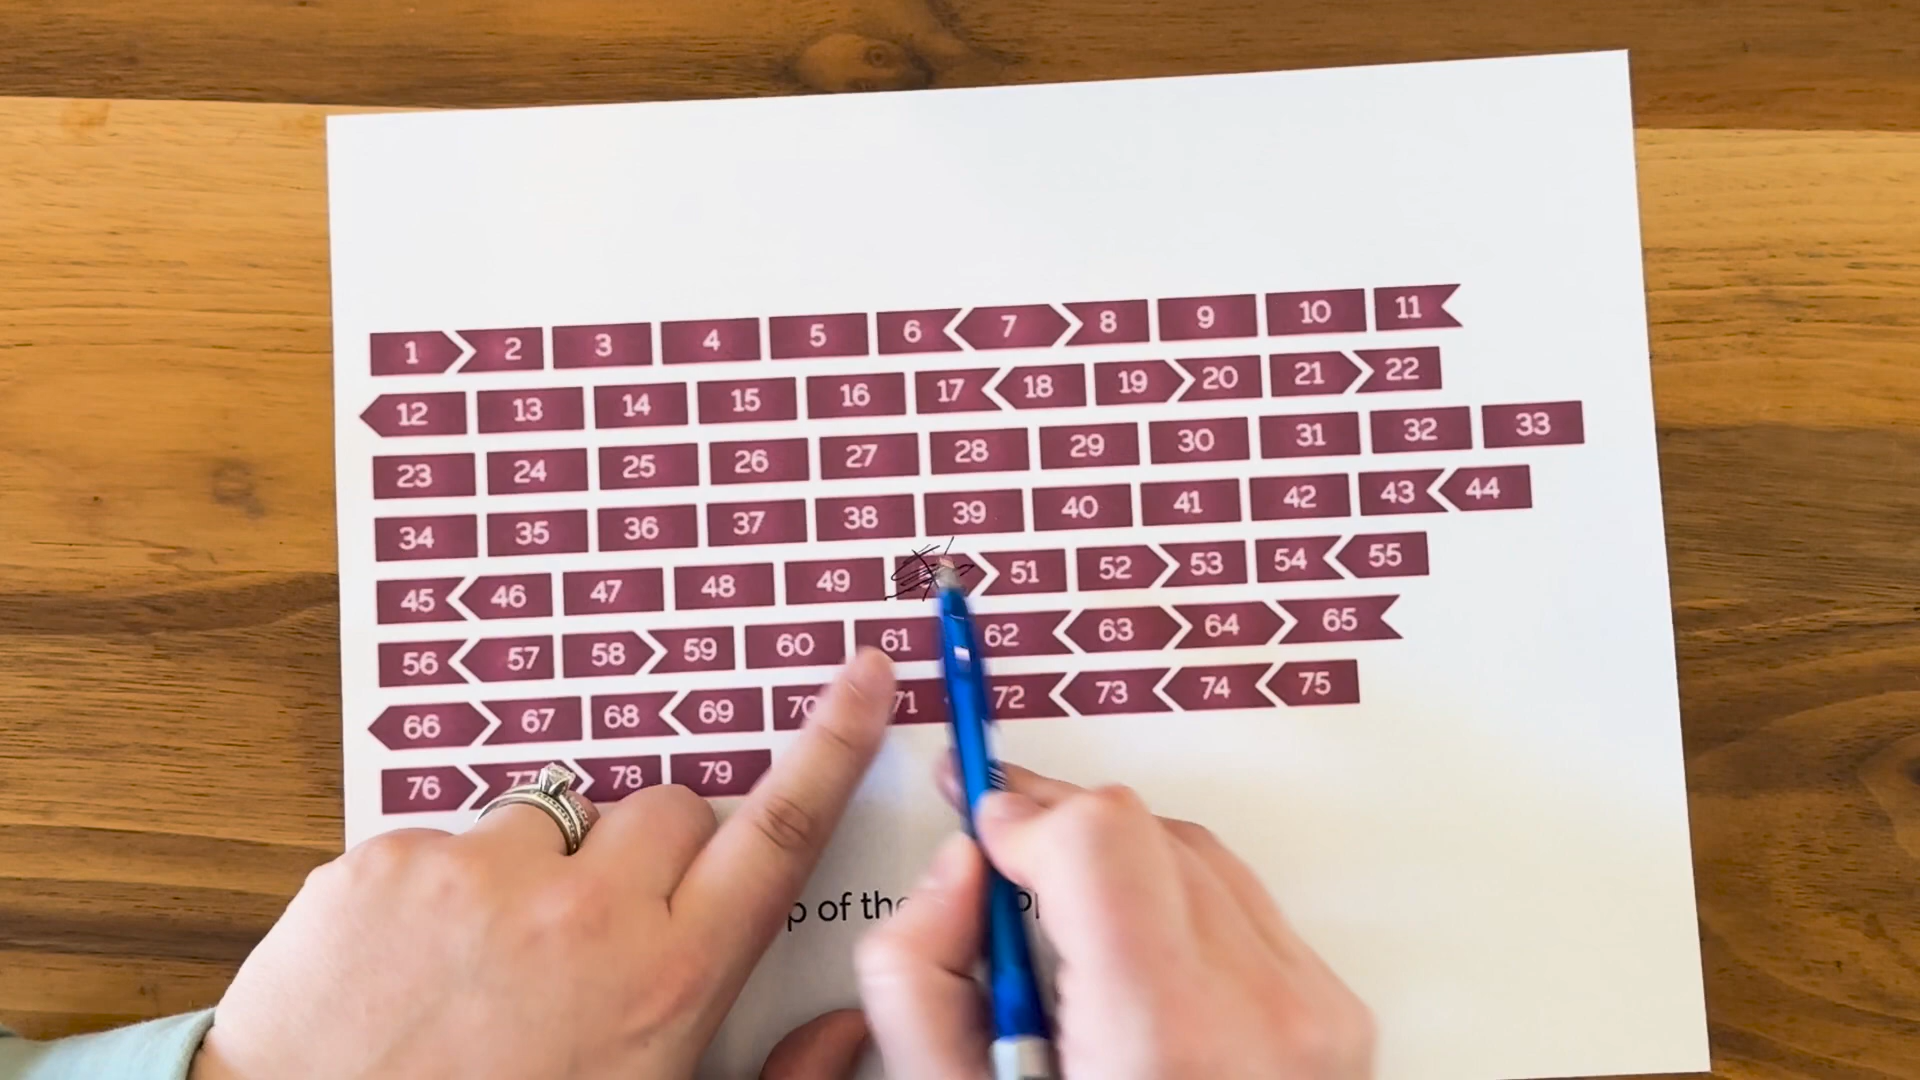 1 2 3 4 5 6 7 8 9 10 11
12 13 14 15 16 17 18 19 20 21 22
23 24 25 26 27 28 29 30 31 32 33
34 35 36 37 38 39 40 41 42 43 44
45 46 47 48 49 51 52 53 54 55
56 57 58 59 60 61 62 63 64 65
66 67 68 69 70 71 72 73 74 75
76 77 78 79
p of the